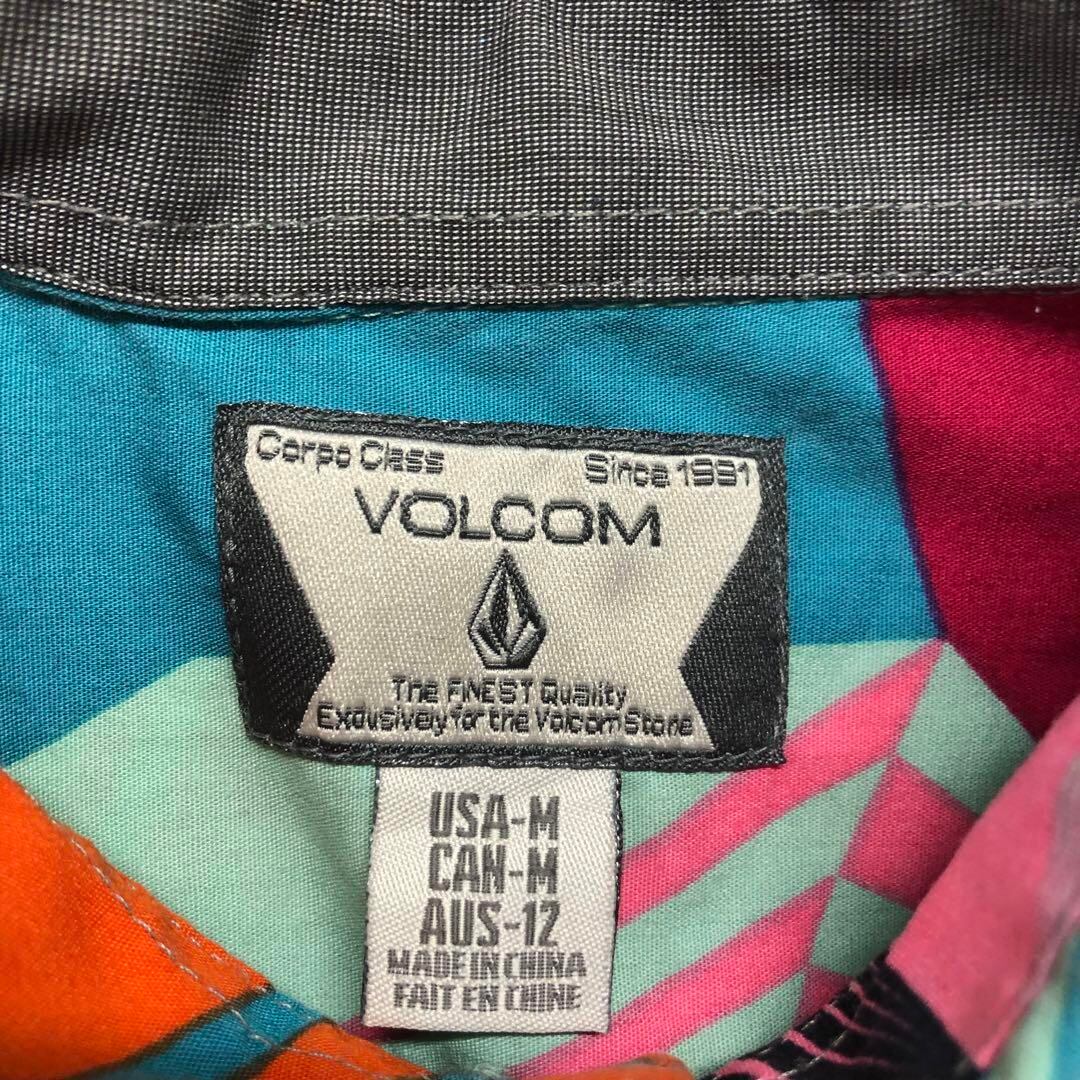 Corpo Class Since 1991
VOLCOM
The FINEST Quality
Exclusively for the Volcom Stone
USA-M
CAN-M
AUS-12
MADE IN CHINA
FAIT EN CHINE